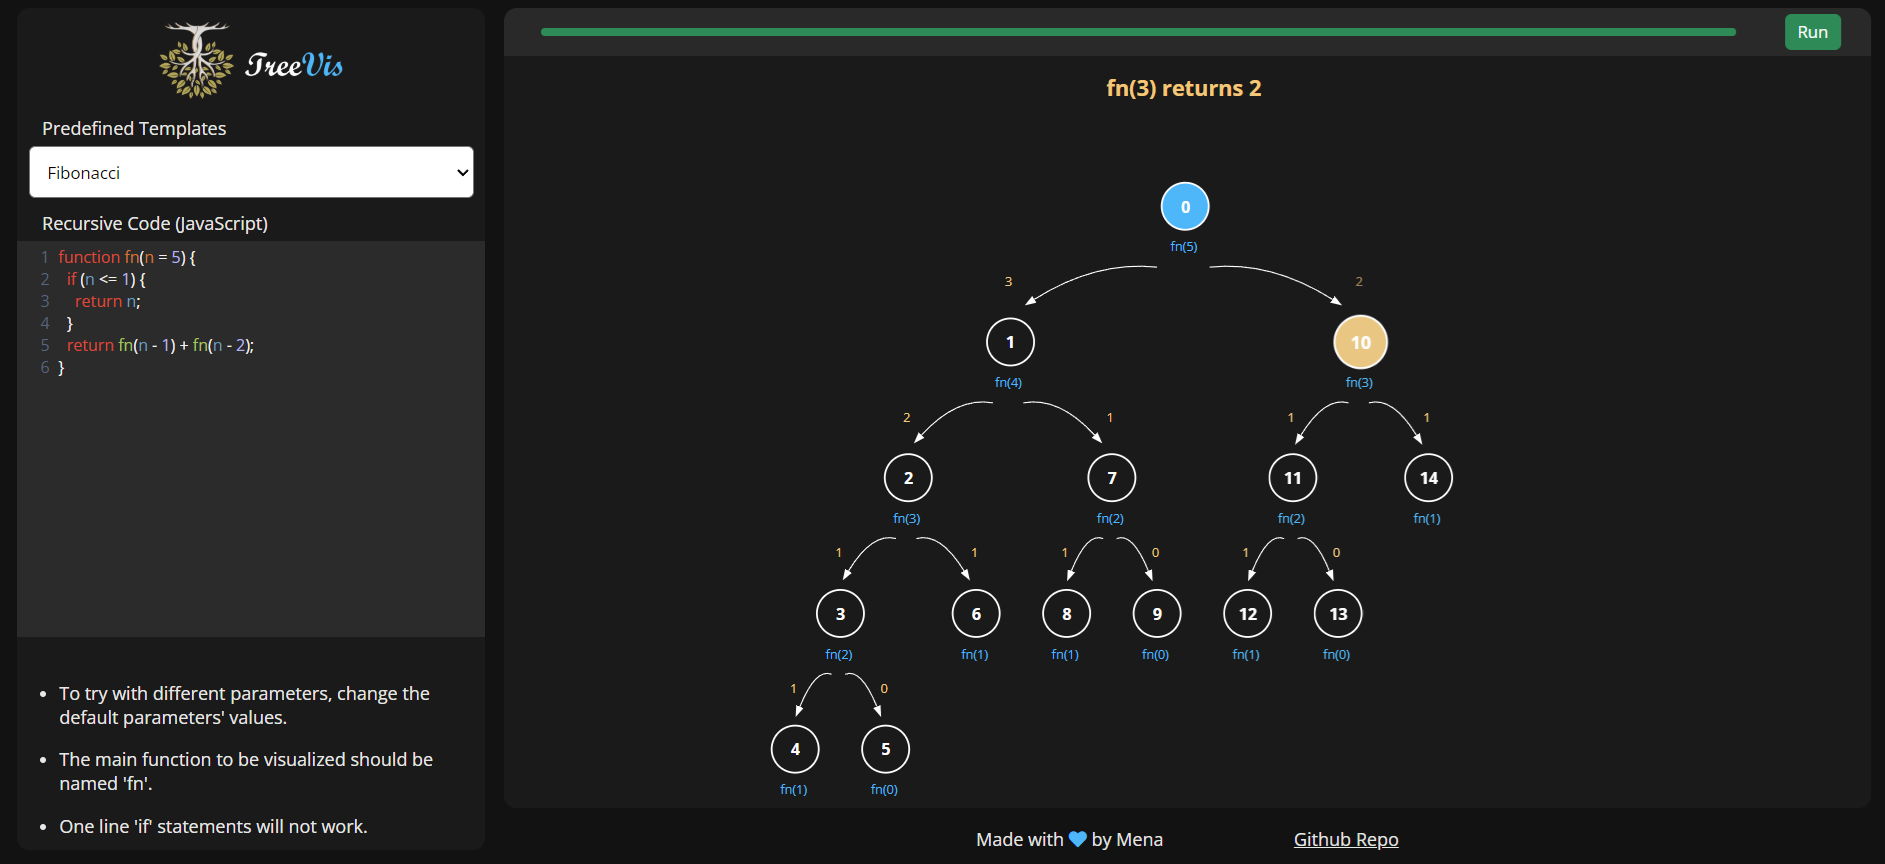 TreeVis
Predefined Templates
Fibonacci
Recursive Code (JavaScript)
1 function fn(n = 5) {
2   if (n <= 1) {
3     return n;
4   }
5   return fn(n - 1) + fn(n - 2);
6 }
To try with different parameters, change the
default parameters' values.
The main function to be visualized should be
named 'fn'.
One line 'if' statements will not work.
Run
fn(3) returns 2
0
fn(5)
3 2
1 10
fn(4) fn(3)
2 1 1 1
2 7 11 14
fn(3) fn(2) fn(2) fn(1)
1 1 1 0 1 0
3 6 8 9 12 13
fn(2) fn(1) fn(1) fn(0) fn(1) fn(0)
1 0
4 5
fn(1) fn(0)
Made with 💙 by Mena Github Repo